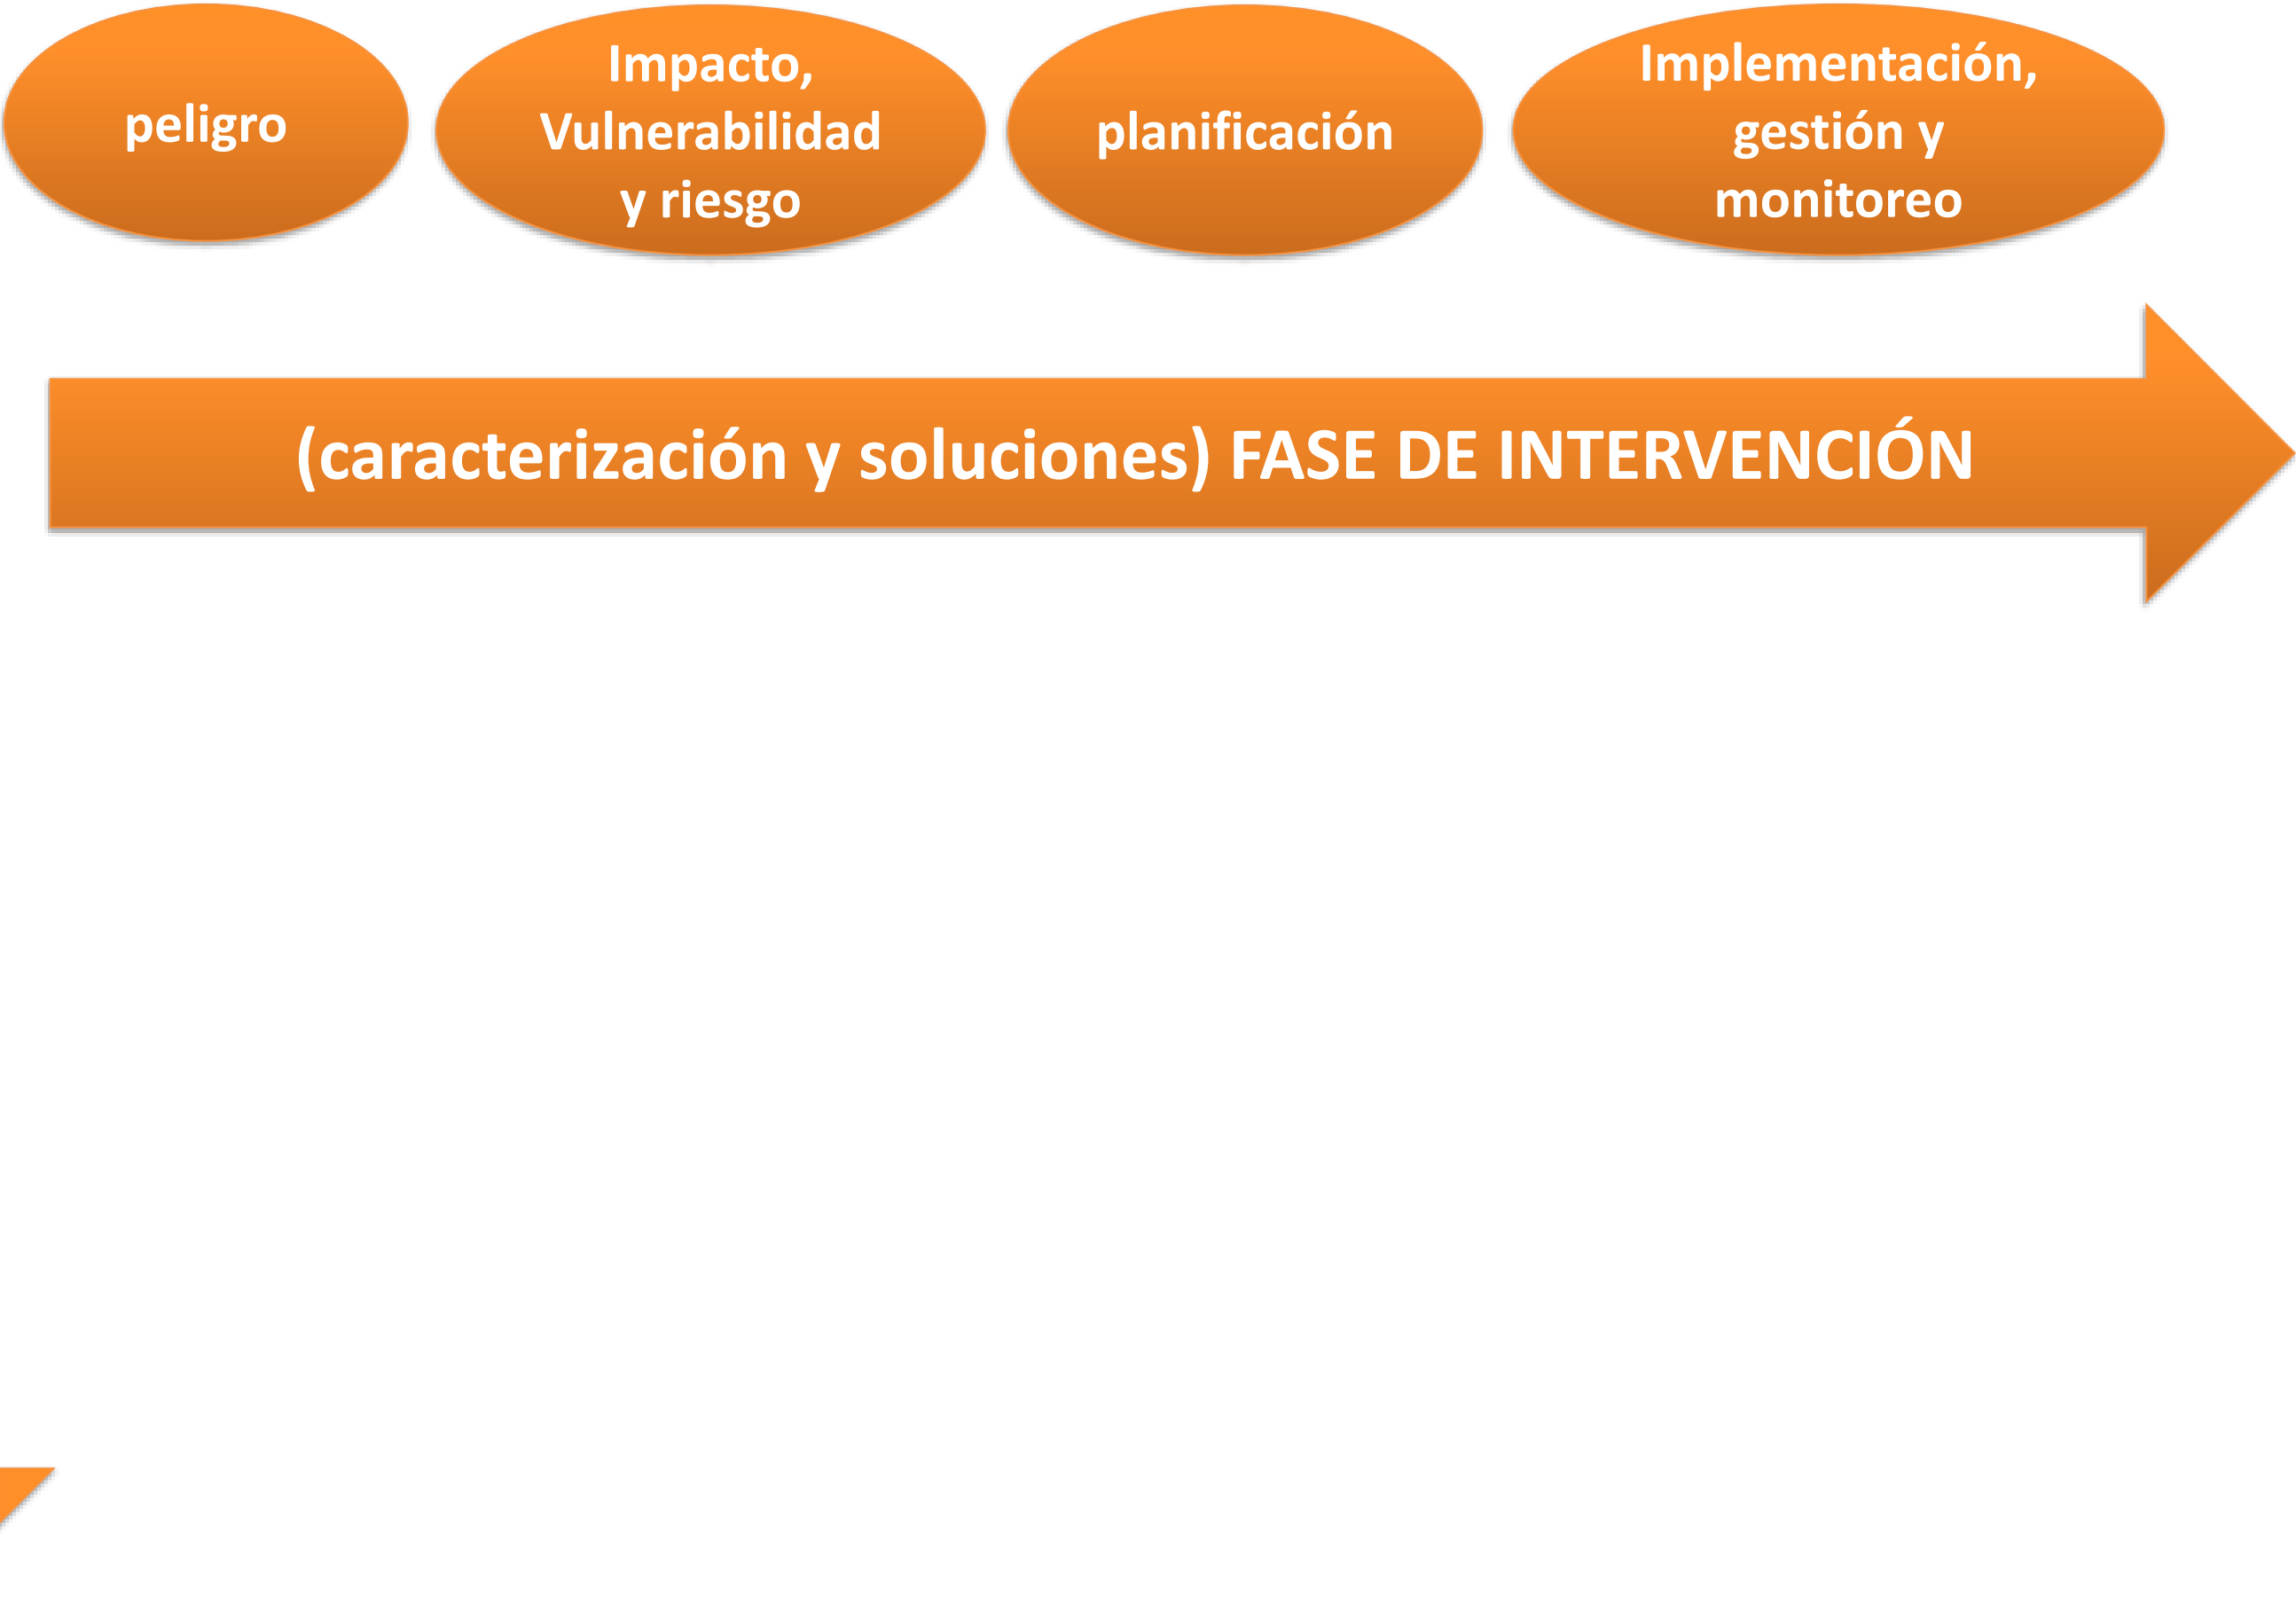 peligro
Impacto,
Vulnerabilidad
y riesgo
planificación
Implementación,
gestión y
monitoreo
(caracterización y soluciones) FASE DE INTERVENCIÓN